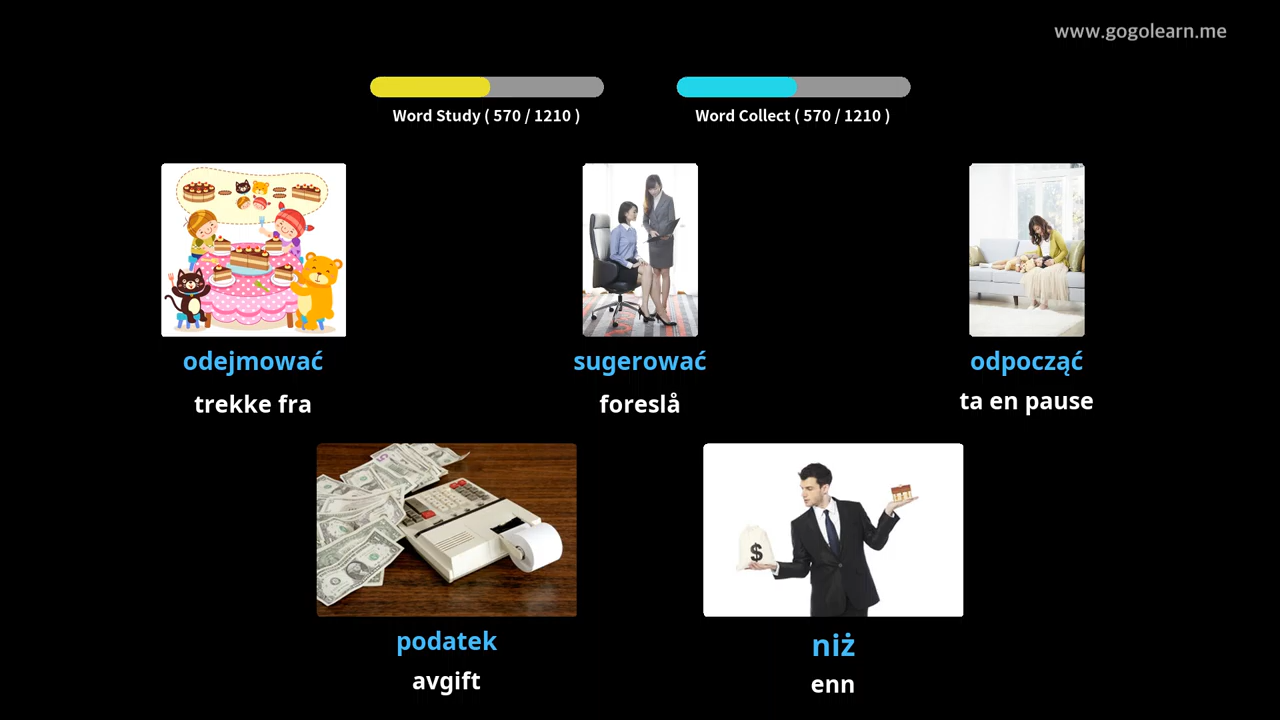 www.gogolearn.me
Word Study ( 570 / 1210 )
Word Collect ( 570 / 1210 )
odejmować
trekke fra
sugerować
foreslå
odpocząć
ta en pause
podatek
avgift
niż
enn